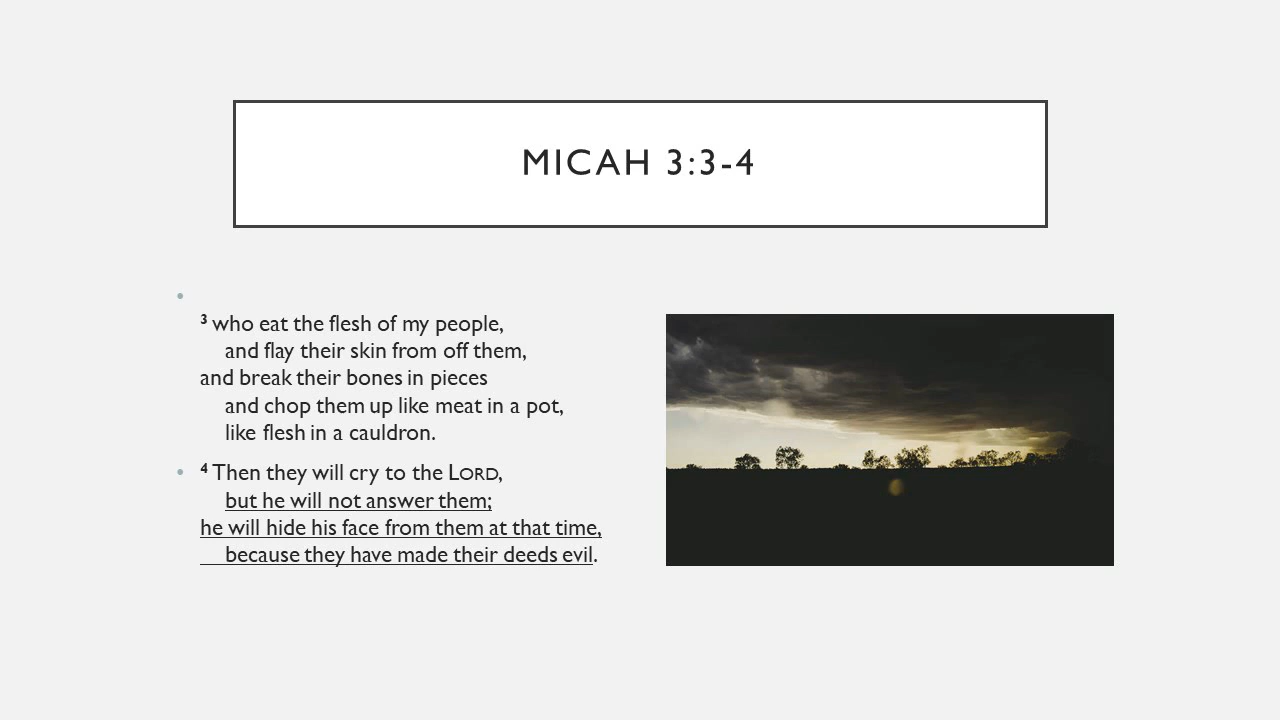 MICAH 3:3-4
•
3 who eat the flesh of my people,
and flay their skin from off them,
and break their bones in pieces
and chop them up like meat in a pot,
like flesh in a cauldron.
• 4 Then they will cry to the LORD,
but he will not answer them;
he will hide his face from them at that time,
because they have made their deeds evil.